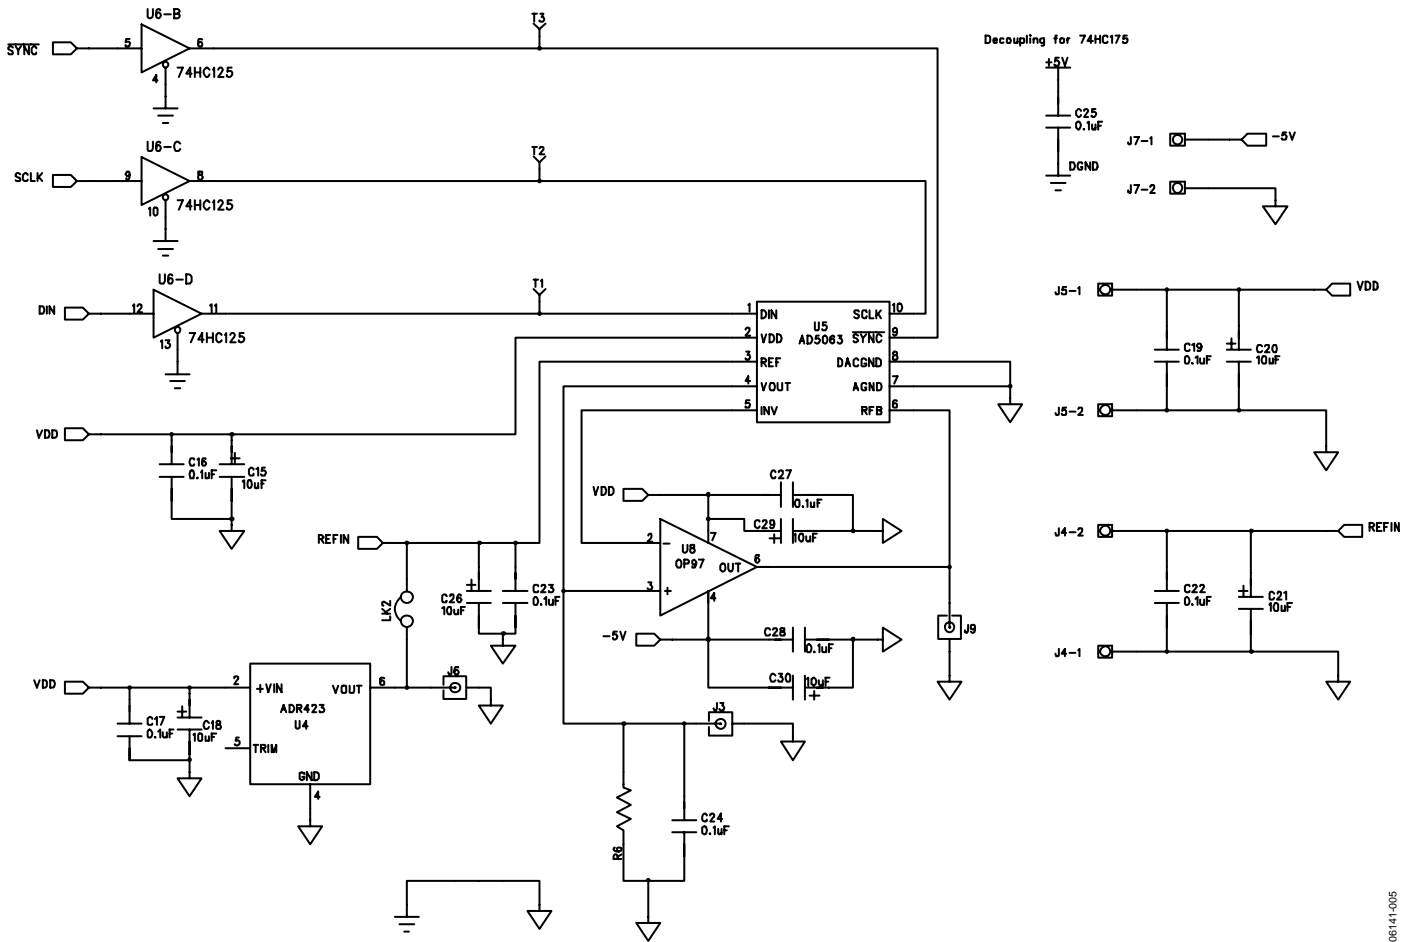 U6-B
T3
SYNC
5
6
4
74HC125
Decoupling for 74HC175
+5V
C25
0.1uF
DGND
J7-1
-5V
J7-2
U6-C
T2
SCLK
9
8
10
74HC125
U6-D
T1
DIN
12
11
13
74HC125
1 DIN
2 VDD
3 REF
4 VOUT
5 INV
U5
AD5063
SCLK 10
SYNC 9
DACGND 8
AGND 7
RFB 6
J5-1
VDD
C19
0.1uF
+
C20
10uF
J5-2
VDD
C16
0.1uF
+
C15
10uF
REFIN
LK2
+
C26
10uF
C23
0.1uF
VDD
C27
0.1uF
C29
+
10uF
2
-
3
+
U8
OP97
OUT
7
6
4
-5V
C28
0.1uF
C30
10uF
+
J9
J4-2
REFIN
C22
0.1uF
+
C21
10uF
J4-1
VDD
C17
0.1uF
+
C18
10uF
2
+VIN
VOUT
6
ADR423
U4
5
TRIM
GND
4
J6
J3
R6
C24
0.1uF
06141-005